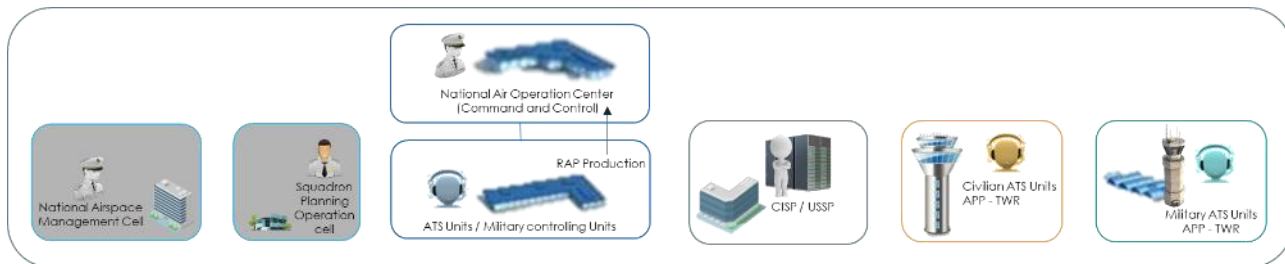 National Airspace
Management Cell
Squadron
Planning
Operation
cell
National Air Operation Center
(Command and Control)
RAP Production
ATS Units / Military controlling Units
CISP / USSP
Civilian ATS Units
APP - TWR
Military ATS Units
APP - TWR